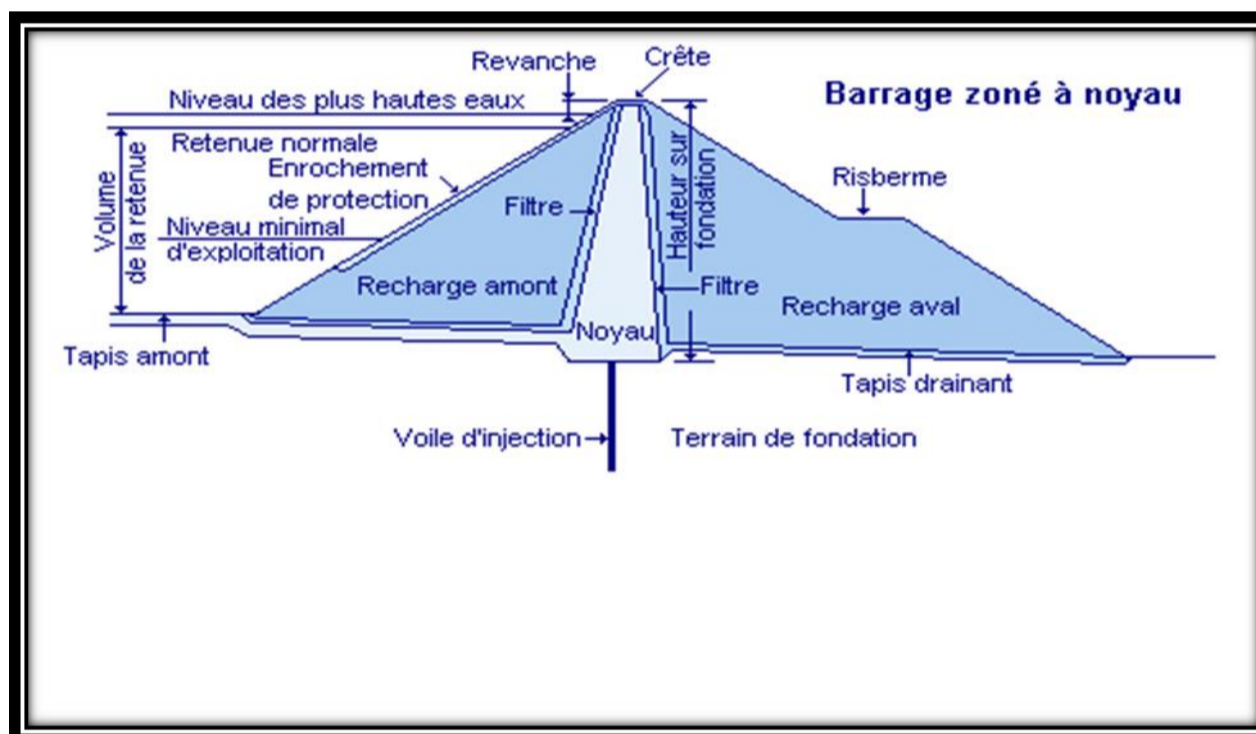 Revanche
Crête
Barrage zoné à noyau
Niveau des plus hautes eaux
Retenue normale
Enrochement
de protection
Volume
de la retenue
Filtre
Hauteur sur
fondation
Risberme
Niveau minimal
d'exploitation
Recharge amont
Filtre
Recharge aval
Noyau
Tapis amont
Tapis drainant
Voile d'injection
Terrain de fondation